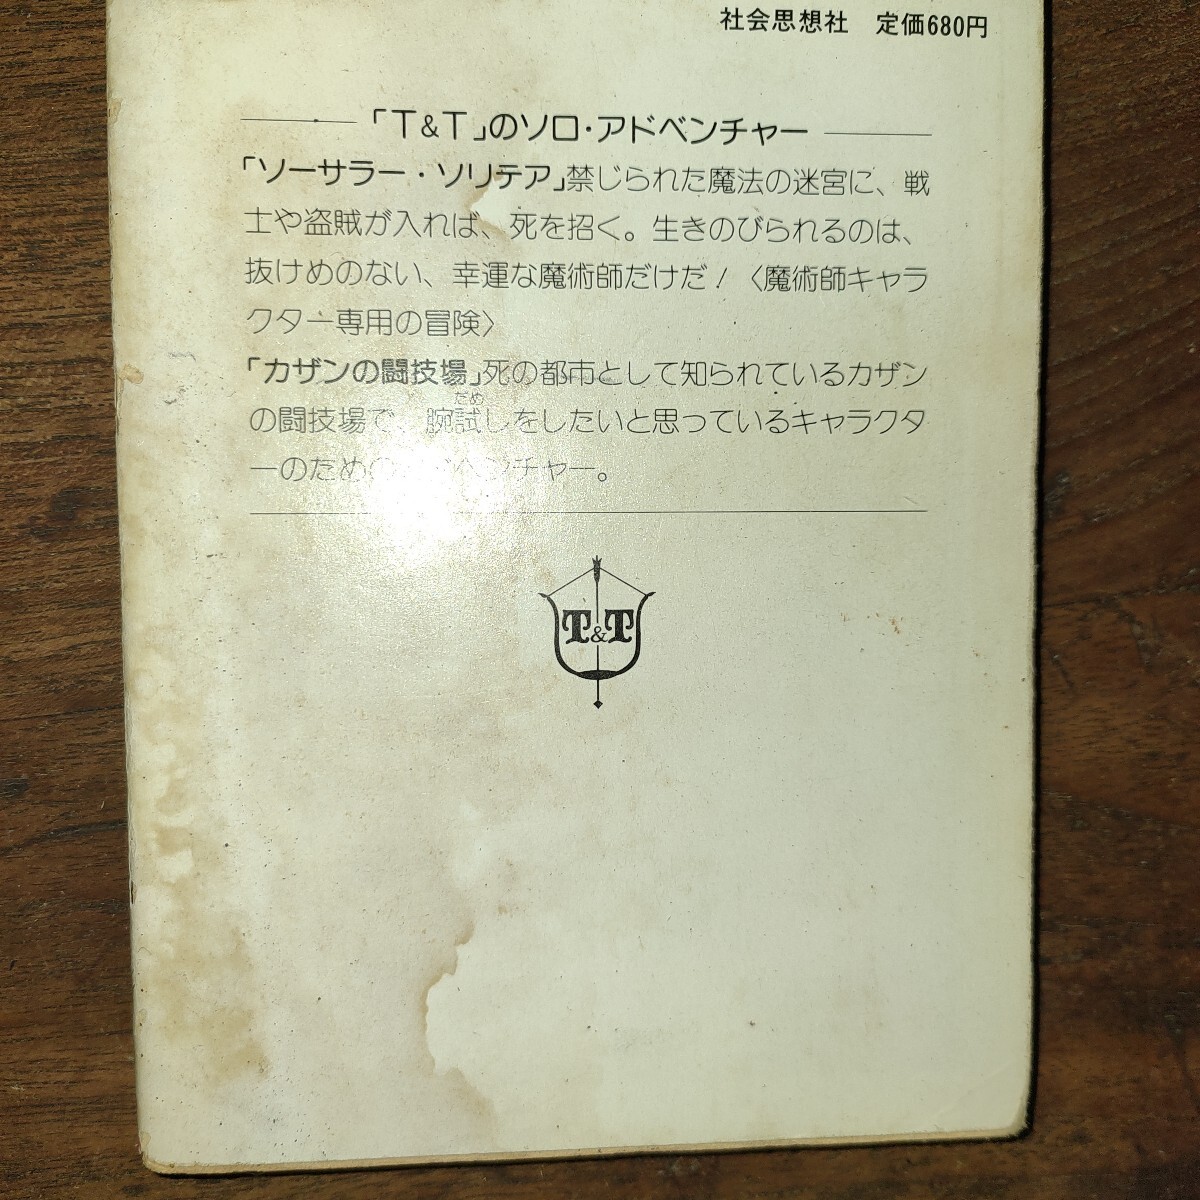 社会思想社 定価680円
「T&T」のソロ・アドベンチャー
「ソーサラー・ソリテア」禁じられた魔法の迷宮に、戦
士や盗賊が入れば、死を招く。生きのびられるのは、
抜けめのない、幸運な魔術師だけだ!〈魔術師キャラ
クター専用の冒険〉
「カザンの闘技場」死の都市として知られているカザン
だめ
の闘技場で、腕試しをしたいと思っているキャラクタ
ーのための ベンチャー。
T&T